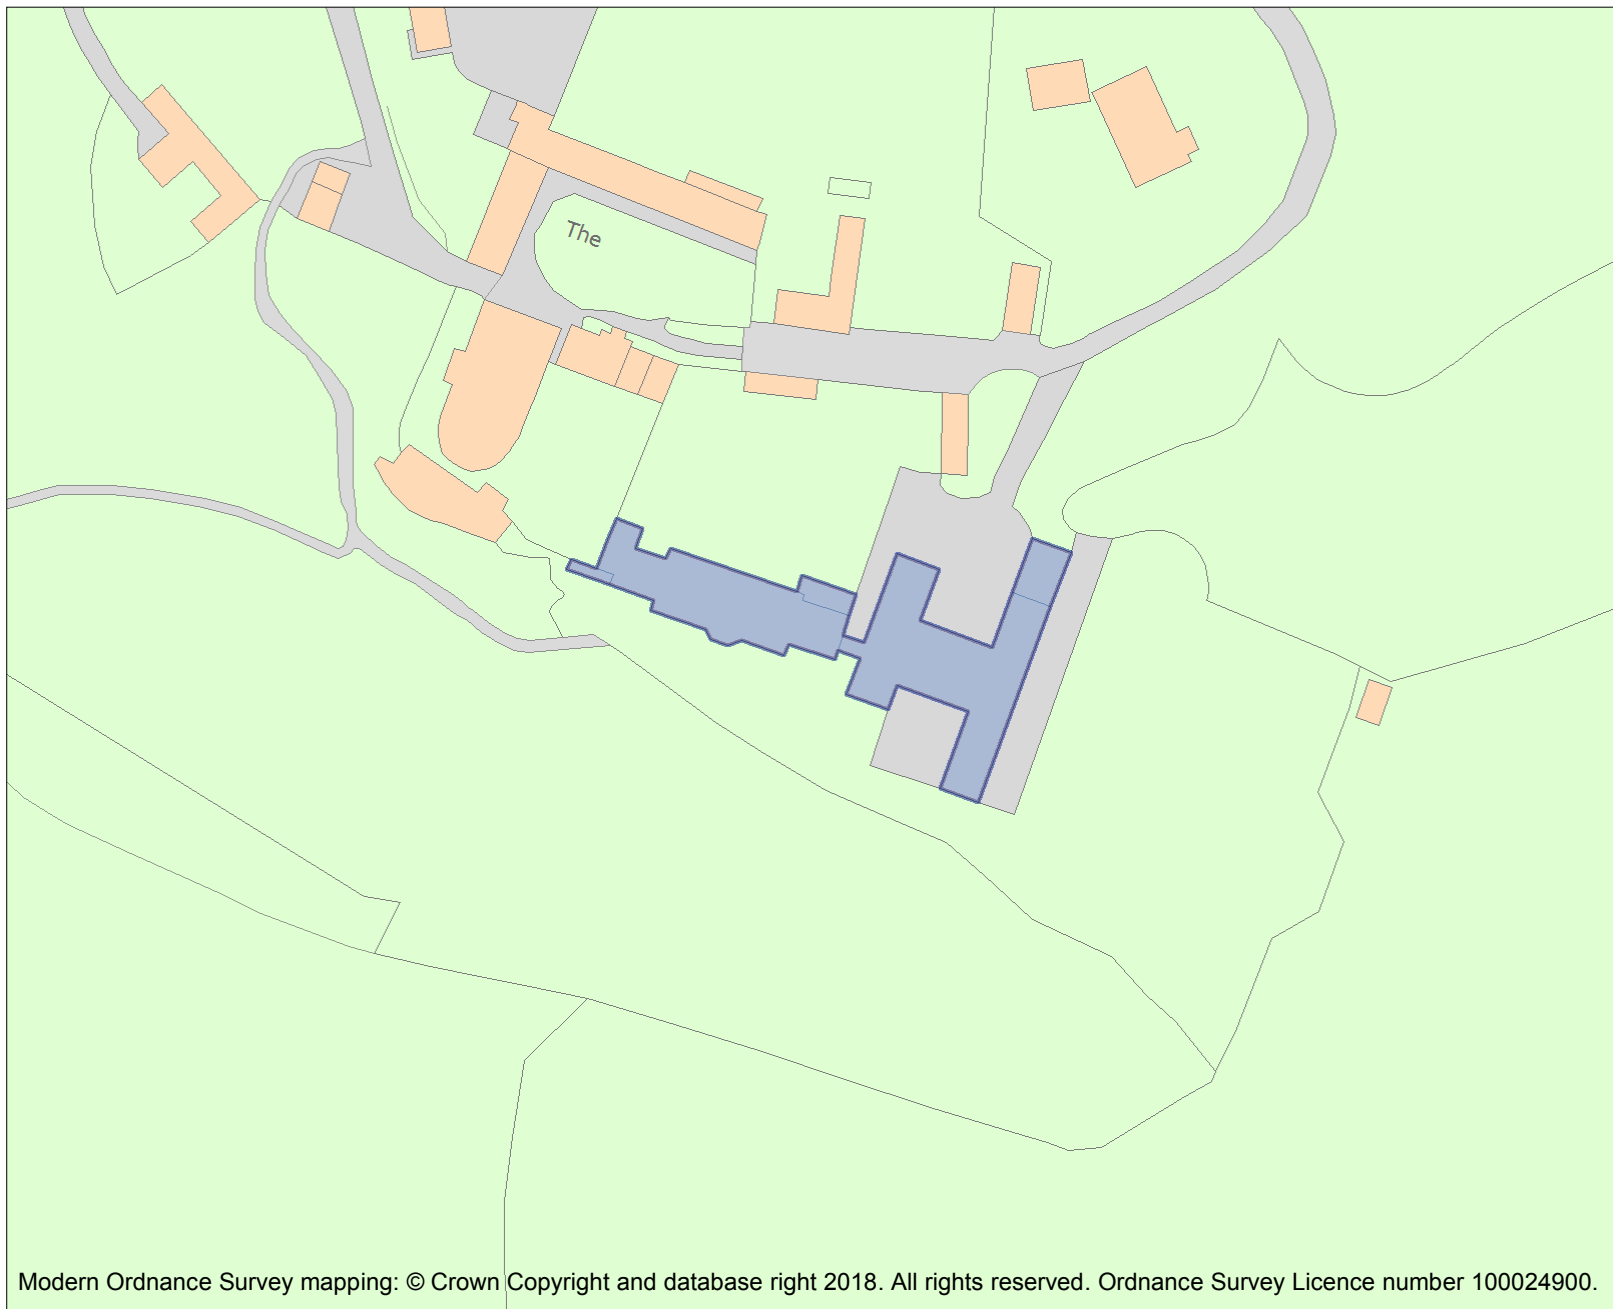 The
Modern Ordnance Survey mapping: © Crown Copyright and database right 2018. All rights reserved. Ordnance Survey Licence number 100024900.